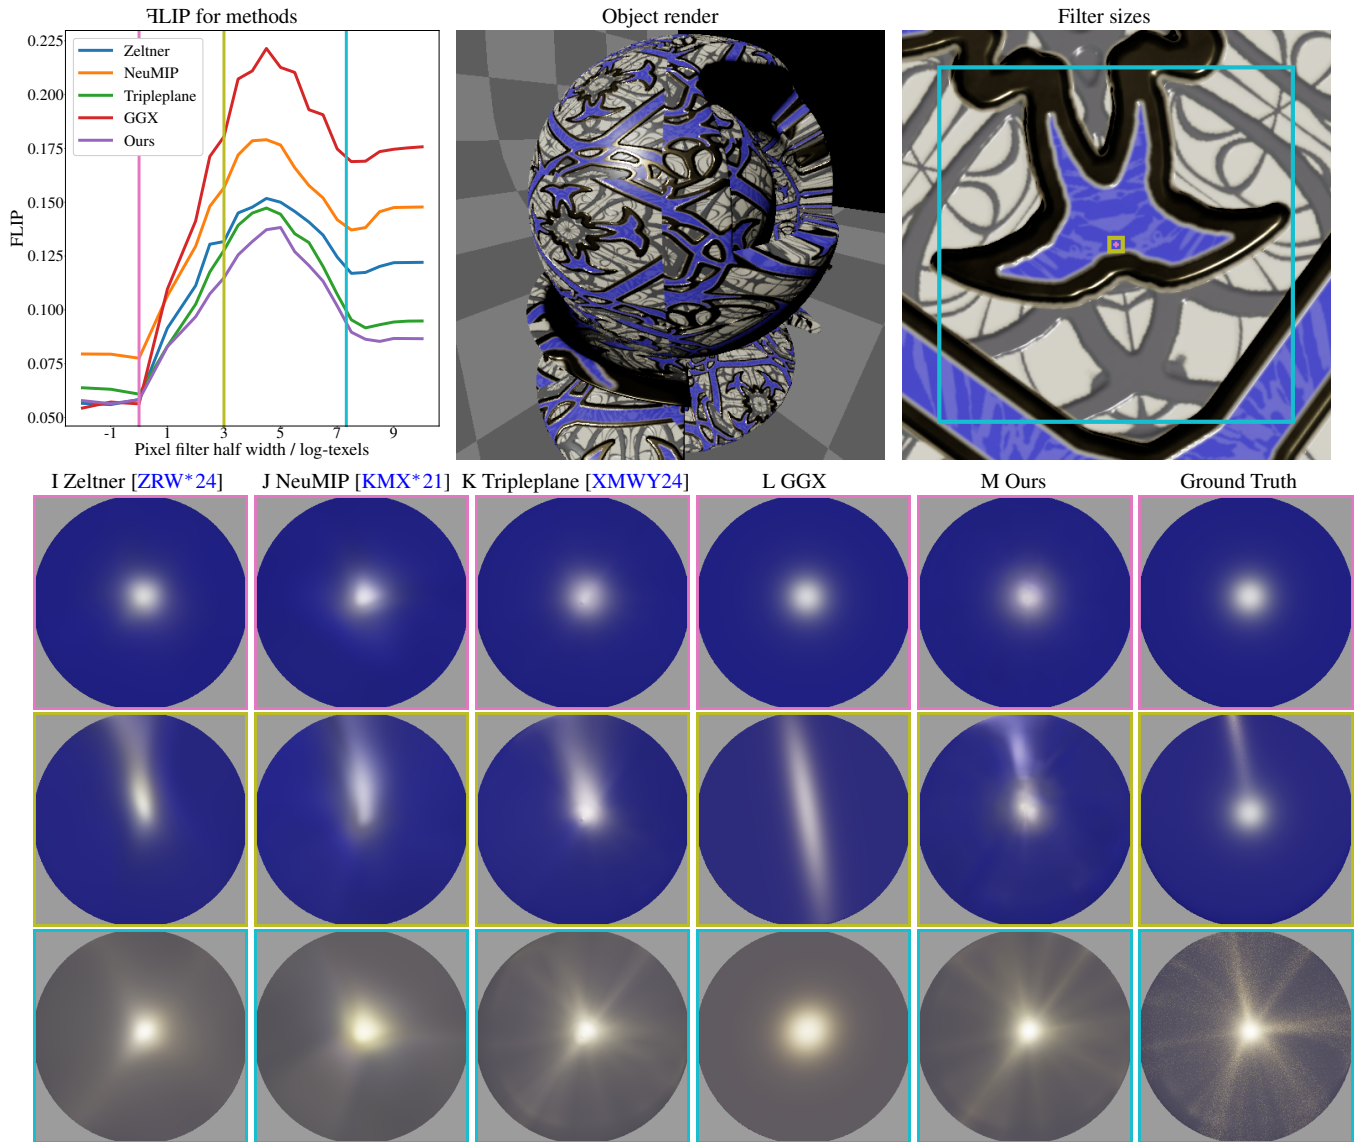 ꟻLIP for methods
Object render
Filter sizes
0.225
0.200
0.175
0.150
0.125
0.100
0.075
0.050
FLIP
Zeltner
NeuMIP
Tripleplane
GGX
Ours
-1 1 3 5 7 9
Pixel filter half width / log-texels
I Zeltner [ZRW*24]
J NeuMIP [KMX*21]
K Tripleplane [XMWY24]
L GGX
M Ours
Ground Truth